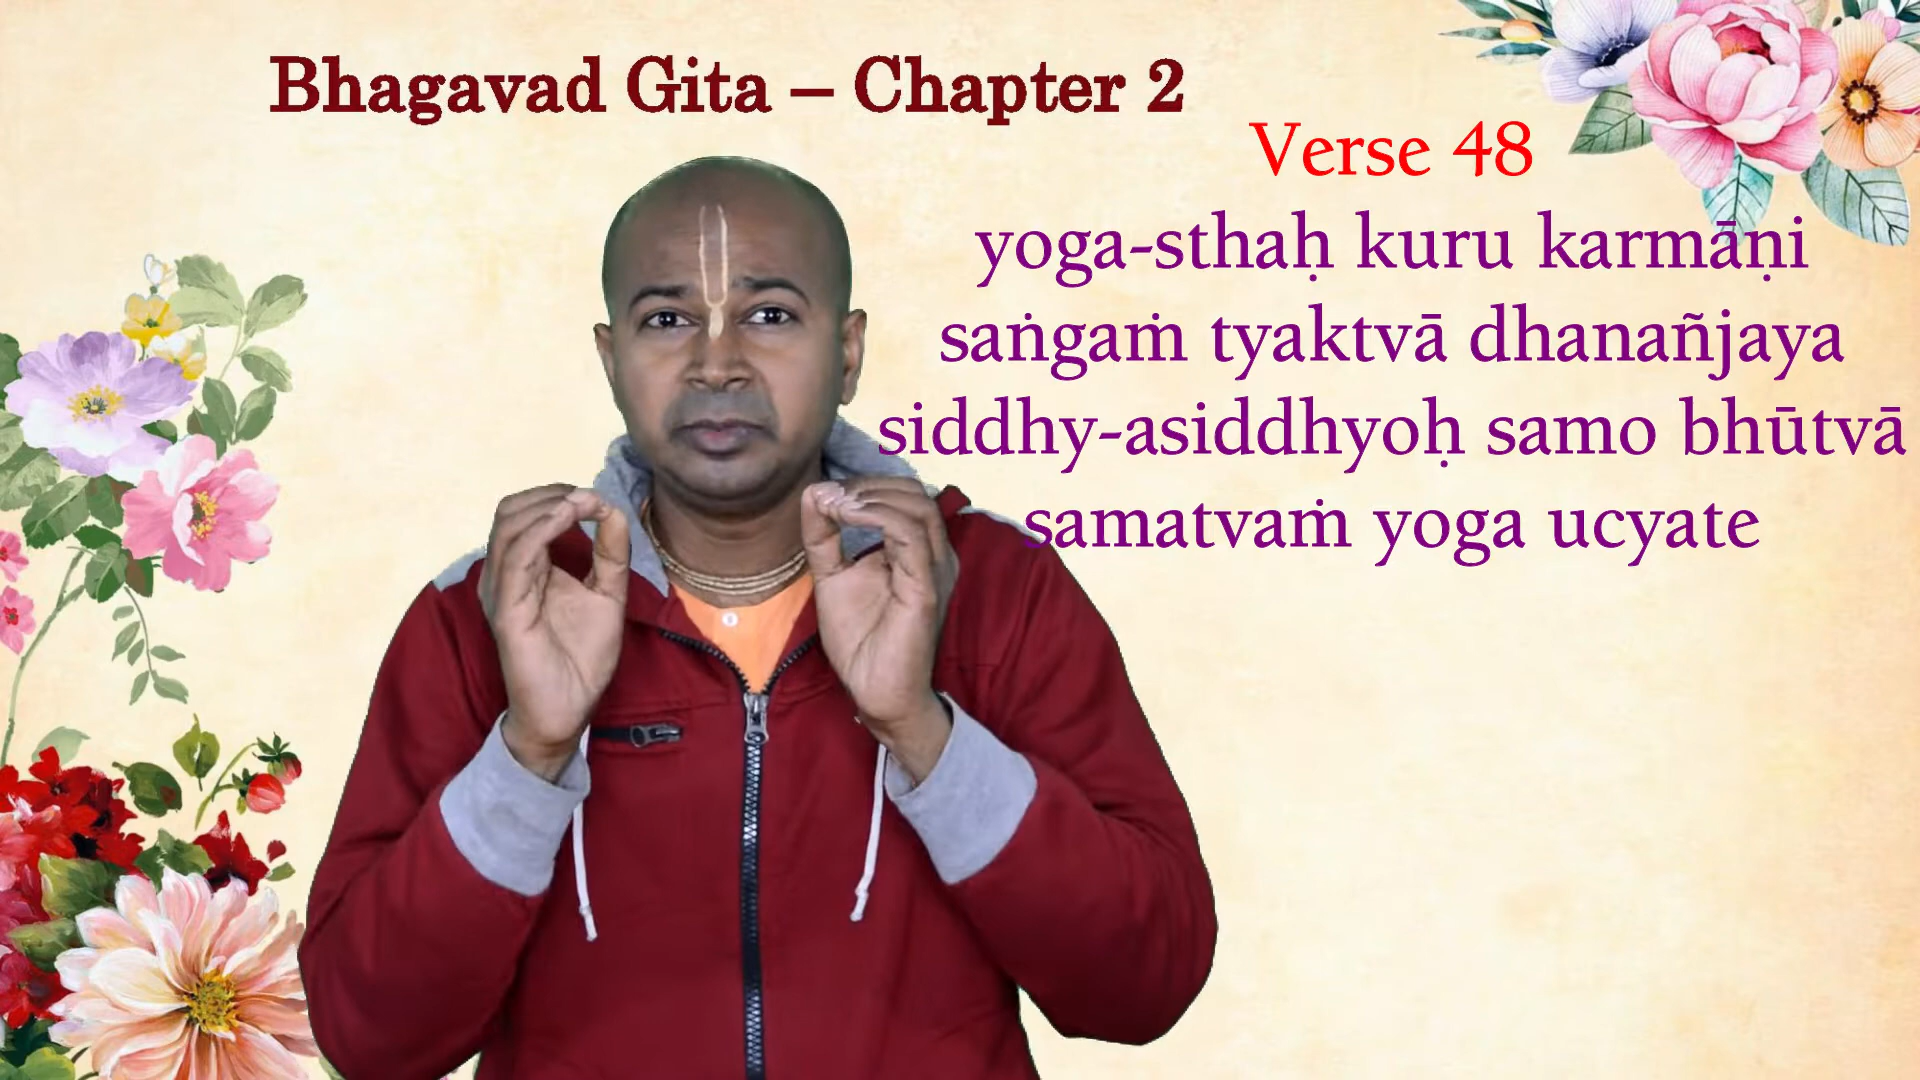 Bhagavad Gita – Chapter 2
Verse 48
yoga-sthaḥ kuru karmāṇi
saṅgaṁ tyaktvā dhanañjaya
siddhy-asiddhyoḥ samo bhūtvā
samatvaṁ yoga ucyate